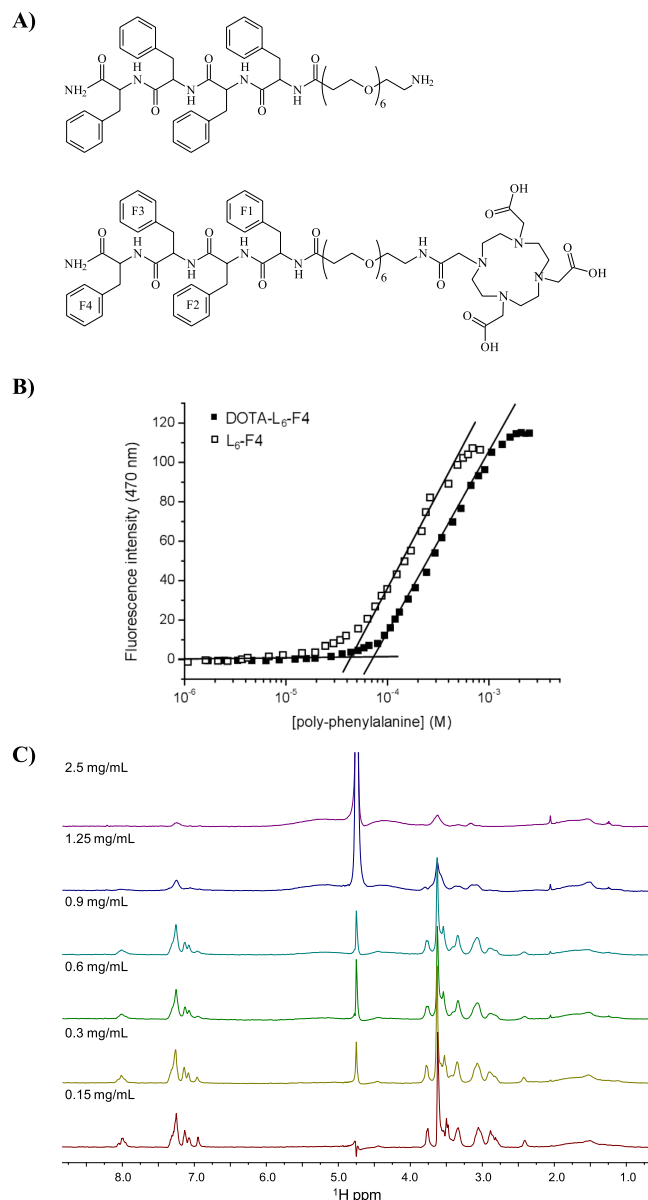 A)
O
H
N
O
H
N
O
NH2
NH2
N
H
O
N
H
O
O
6
OH
O
F3
F1
O
H
N
O
H
N
O
H
N
N
N
NH2
N
H
O
N
H
O
O
6
O
N
N
O
OH
F4
F2
O
OH
B)
DOTA-L6-F4
L6-F4
Fluorescence intensity (470 nm)
120
100
80
60
40
20
0
10-6
10-5
10-4
10-3
[poly-phenylalanine] (M)
C)
2.5 mg/mL
1.25 mg/mL
0.9 mg/mL
0.6 mg/mL
0.3 mg/mL
0.15 mg/mL
8.0 7.0 6.0 5.0 4.0 3.0 2.0 1.0
1H ppm